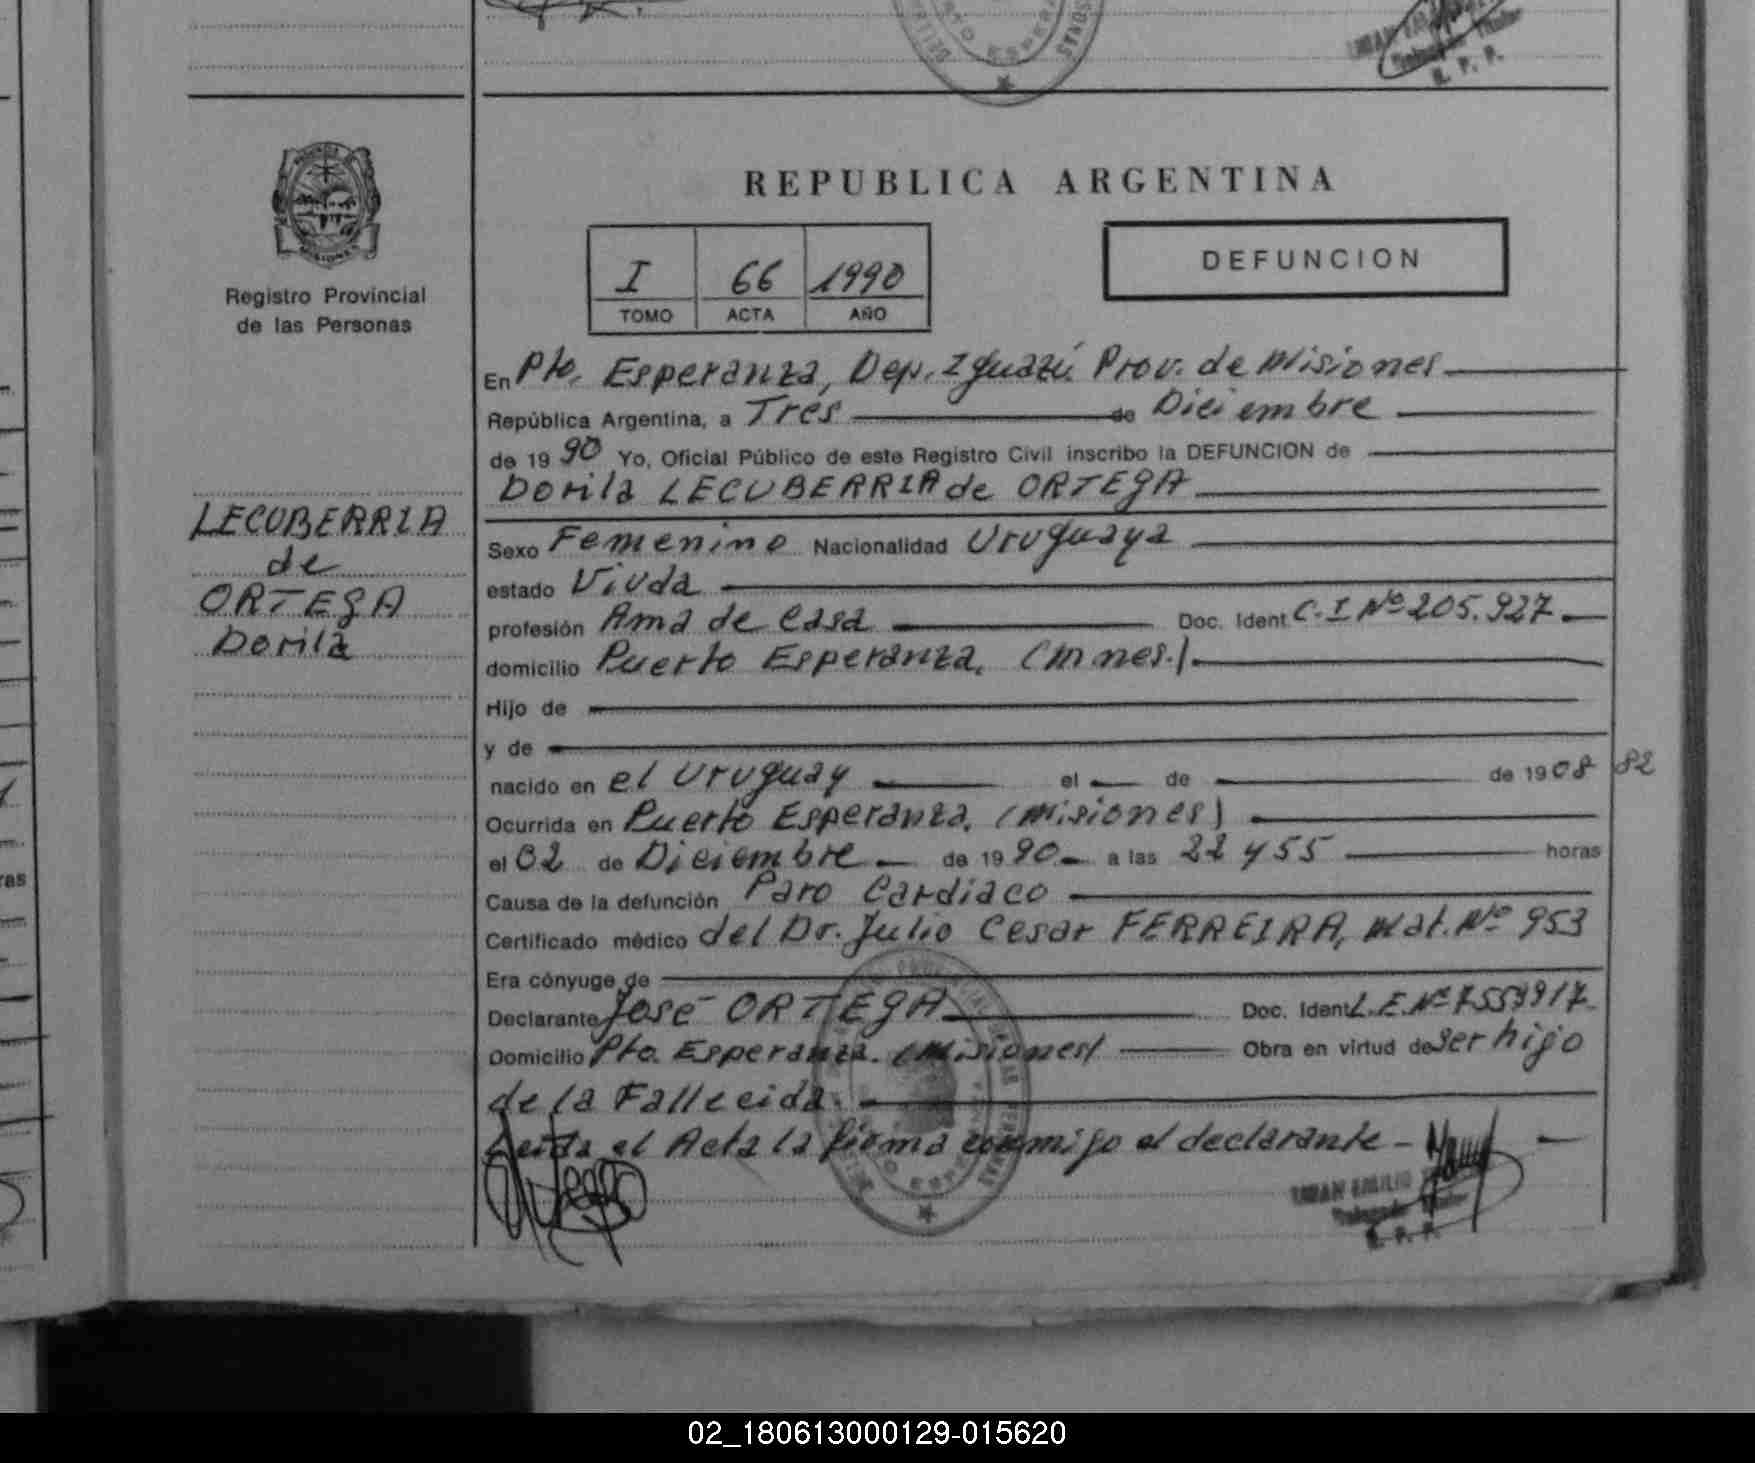 REPUBLICA ARGENTINA
Registro Provincial
de las Personas
I 66 1990
TOMO ACTA AÑO
DEFUNCION
LECUBERRIA
de
ORTEGA
Dorila
En Pto. Esperanza, Dep. Iguazú. Prov. de Misiones
República Argentina, a Tres de Diciembre
de 1990 Yo, Oficial Público de este Registro Civil inscribo la DEFUNCION de
Dorila LECUBERRIA de ORTEGA
Sexo Femenino Nacionalidad Uruguaya
estado Viuda
profesión Ama de Casa Doc. Ident C.I Nº 205.927
domicilio Puerto Esperanza. (Mnes.)
Hijo de
y de
nacido en el Uruguay el de de 1908 82
Ocurrida en Puerto Esperanza. (Misiones)
el 02 de Diciembre de 1990 a las 22 y 55 horas
Causa de la defunción Paro Cardiaco
Certificado médico del Dr. Julio Cesar FERREIRA, Mat. Nº 953
Era cónyuge de
Declarante José ORTEGA Doc. Ident L.E. Nº 7559917
Domicilio Pto. Esperanza. (Misiones) Obra en virtud de ser hijo
de la Fallecida.
Leida el Acta la firma conmigo el declarante
R. P. P.
02_180613000129-015620